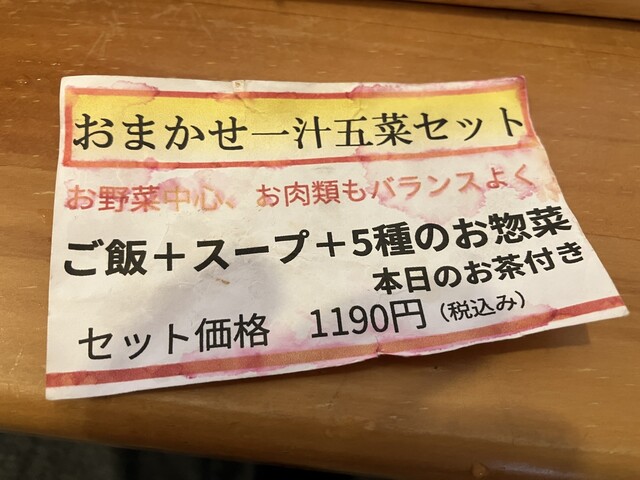 おまかせ一汁五菜セット
お野菜中心、お肉類もバランスよく
ご飯＋スープ＋5種のお惣菜
本日のお茶付き
セット価格 1190円（税込み）